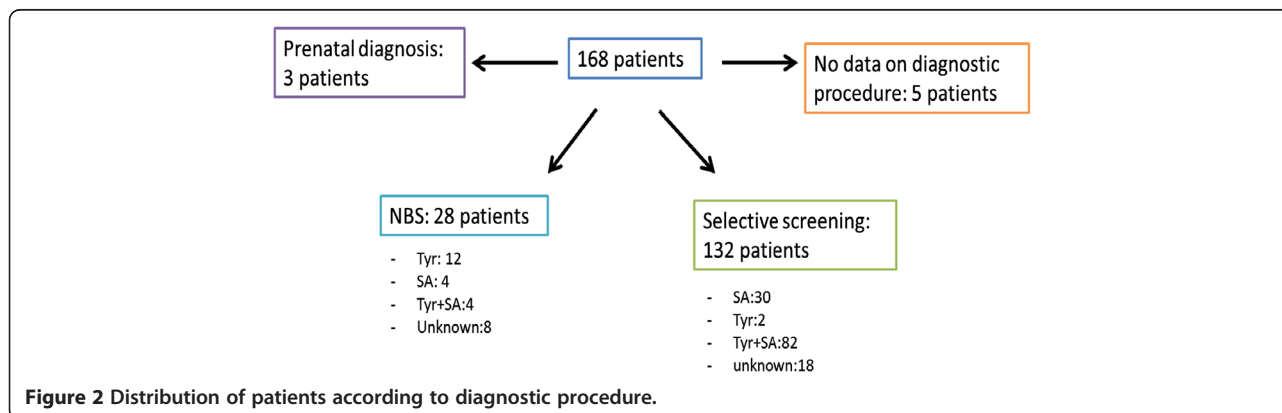 Prenatal diagnosis:
3 patients
168 patients
No data on diagnostic
procedure: 5 patients
NBS: 28 patients
- Tyr: 12
- SA: 4
- Tyr+SA:4
- Unknown:8
Selective screening:
132 patients
- SA:30
- Tyr:2
- Tyr+SA:82
- unknown:18
Figure 2 Distribution of patients according to diagnostic procedure.